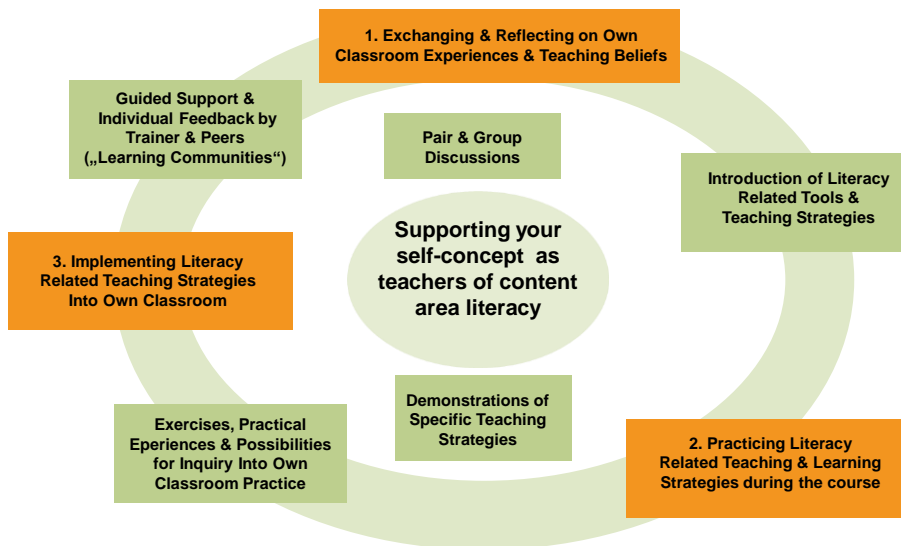 1. Exchanging & Reflecting on Own
Classroom Experiences & Teaching Beliefs
Guided Support &
Individual Feedback by
Trainer & Peers
(„Learning Communities“)
Pair & Group
Discussions
Introduction of Literacy
Related Tools &
Teaching Strategies
Supporting your
self-concept as
teachers of content
area literacy
3. Implementing Literacy
Related Teaching Strategies
Into Own Classroom
Demonstrations of
Specific Teaching
Strategies
Exercises, Practical
Eperiences & Possibilities
for Inquiry Into Own
Classroom Practice
2. Practicing Literacy
Related Teaching & Learning
Strategies during the course